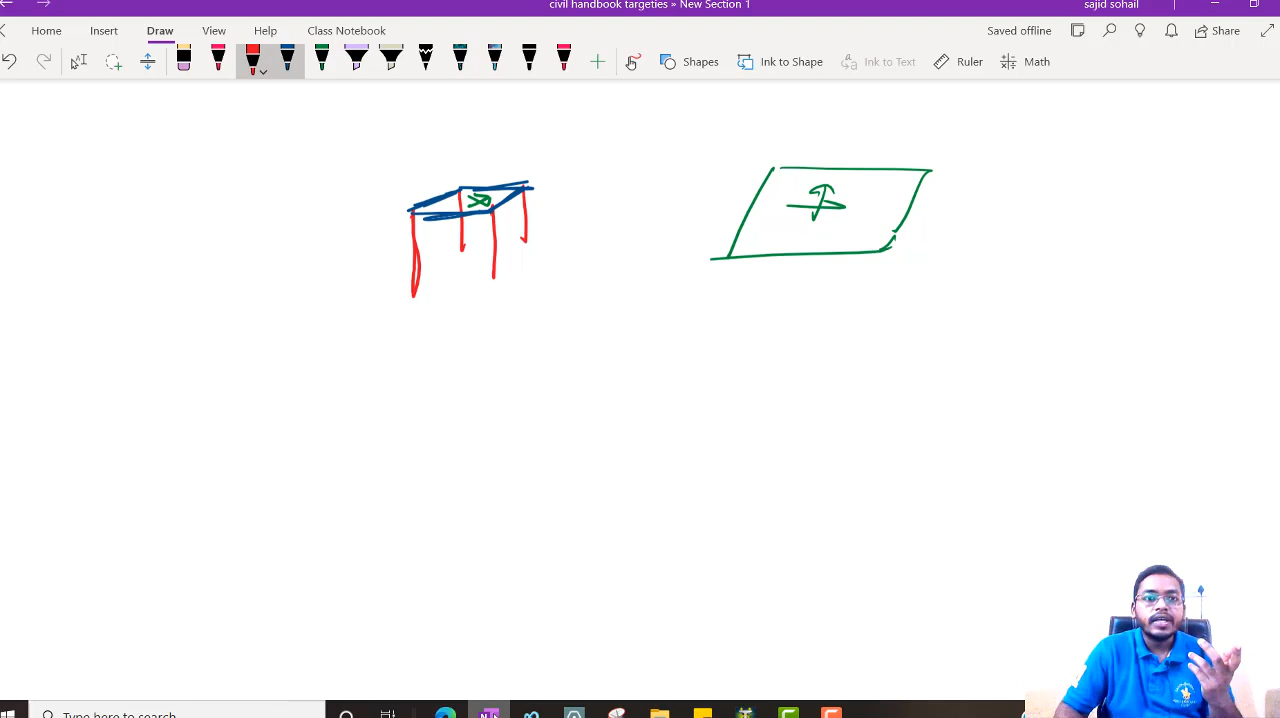 civil handbook targeties » New Section 1
sajid sohail
Home Insert Draw View Help Class Notebook
Saved offline
Share
Shapes
Ink to Shape
Ink to Text
Ruler
Math
Type here to search